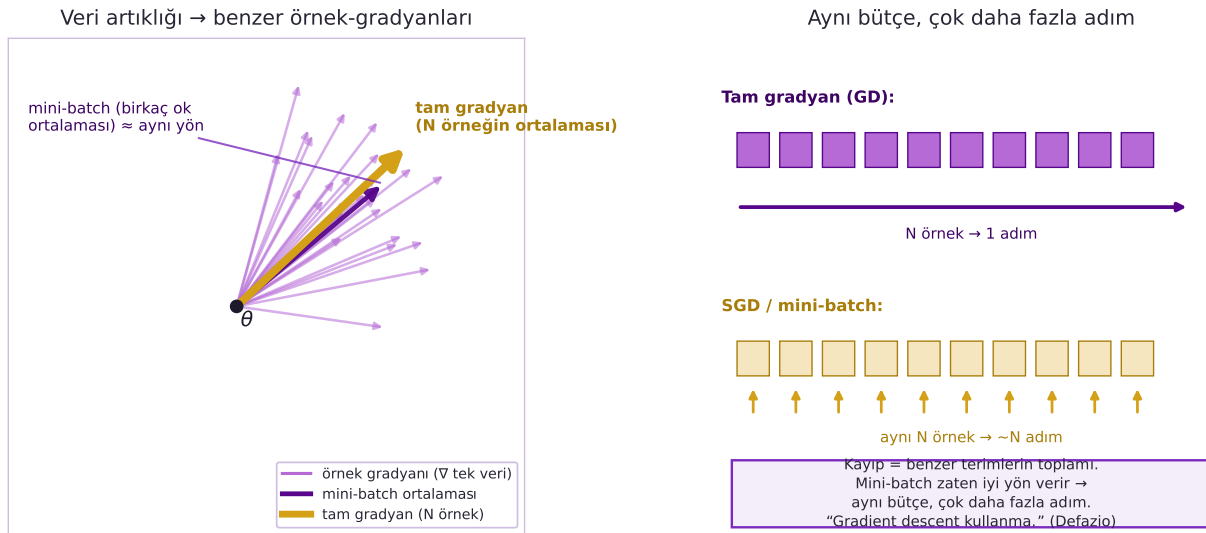 Veri artıklığı → benzer örnek-gradyanları
mini-batch (birkaç ok
ortalaması) ≈ aynı yön
tam gradyan
(N örneğin ortalaması)
θ
örnek gradyanı (∇ tek veri)
mini-batch ortalaması
tam gradyan (N örnek)
Aynı bütçe, çok daha fazla adım
Tam gradyan (GD):
N örnek → 1 adım
SGD / mini-batch:
aynı N örnek → ~N adım
Kayıp = benzer terimlerin toplamı.
Mini-batch zaten iyi yön verir →
aynı bütçe, çok daha fazla adım.
“Gradient descent kullanma.” (Defazio)